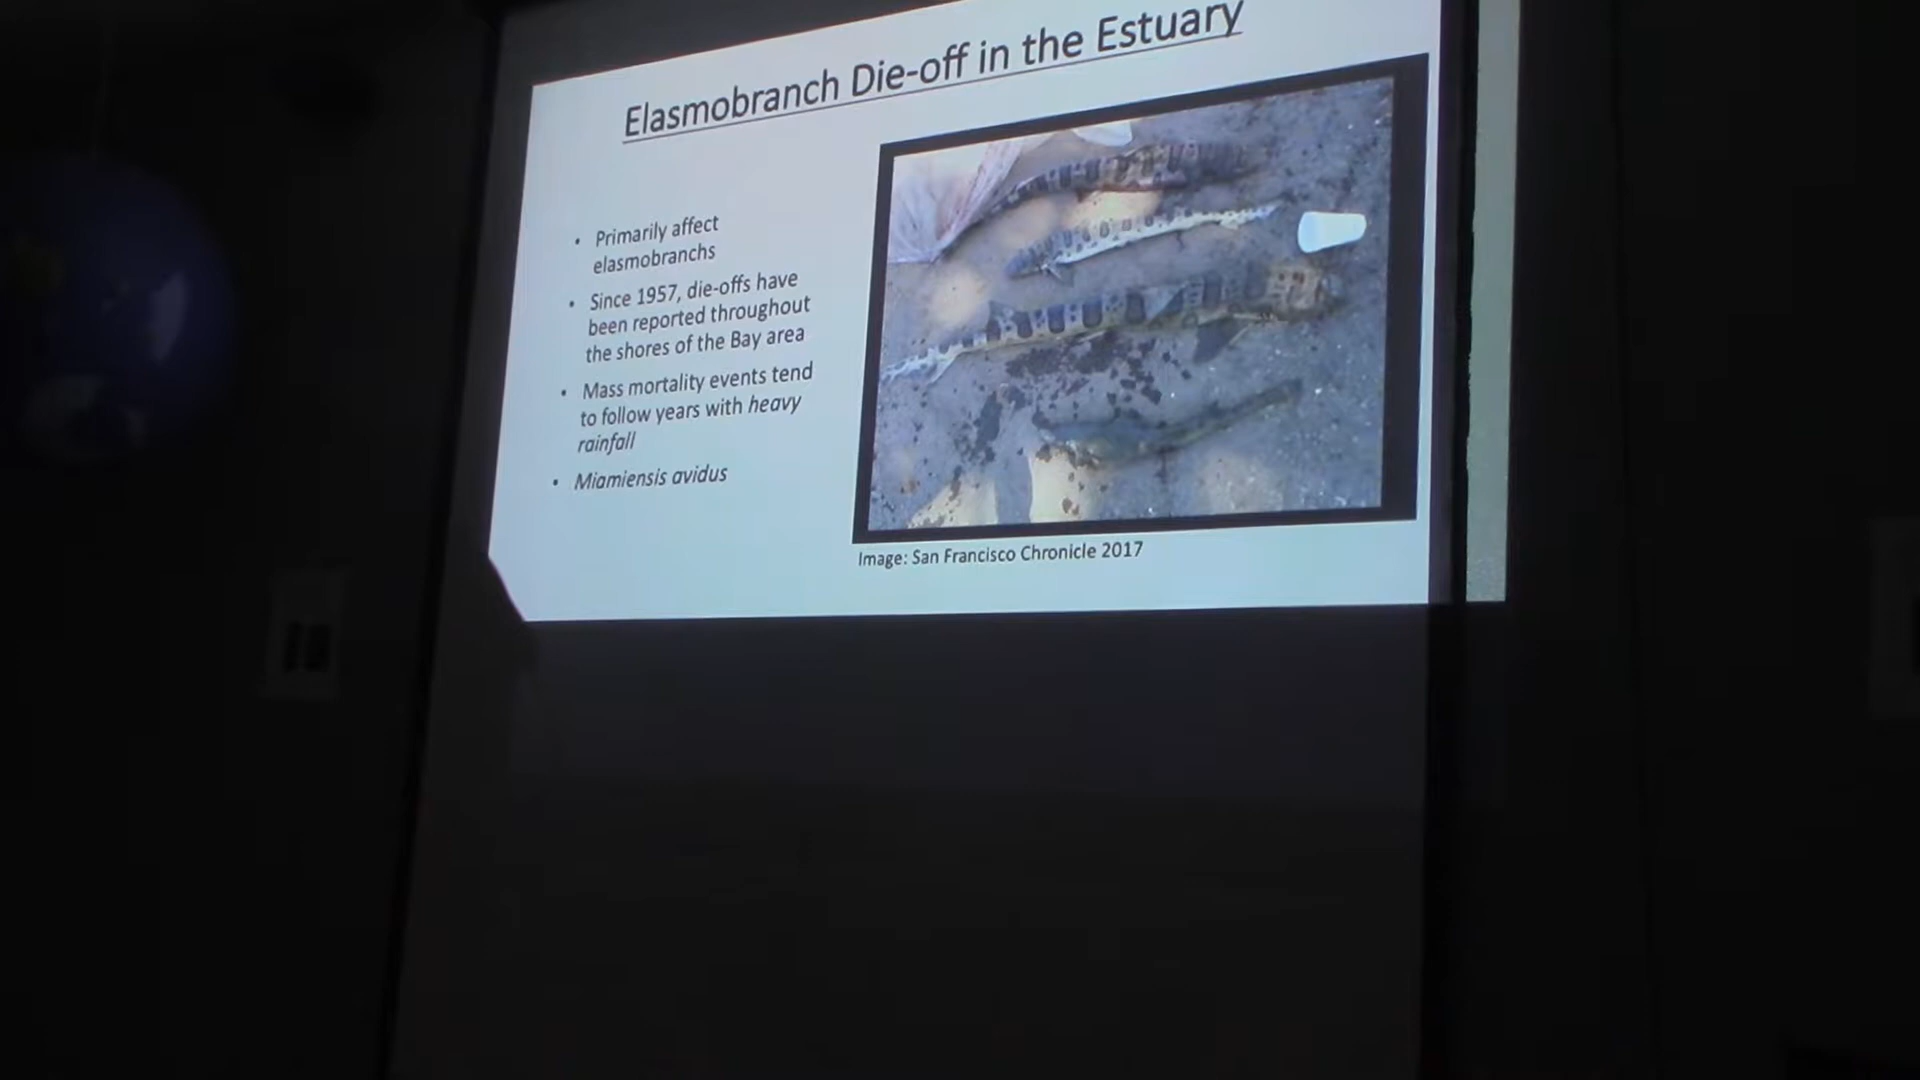 Elasmobranch Die-off in the Estuary
• Primarily affect
elasmobranchs
• Since 1957, die-offs have
been reported throughout
the shores of the Bay area
• Mass mortality events tend
to follow years with heavy
rainfall
• Miamiensis avidus
Image: San Francisco Chronicle 2017